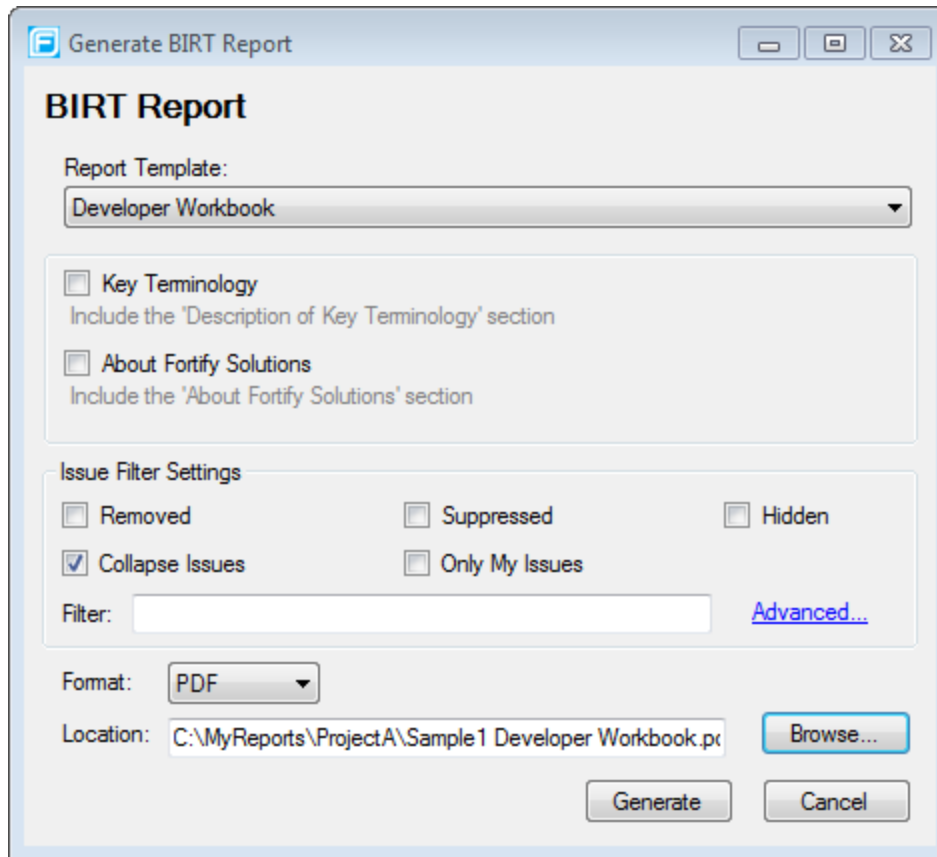 Generate BIRT Report
BIRT Report
Report Template:
Developer Workbook
Key Terminology
Include the 'Description of Key Terminology' section
About Fortify Solutions
Include the 'About Fortify Solutions' section
Issue Filter Settings
Removed Suppressed Hidden
Collapse Issues Only My Issues
Filter: Advanced...
Format: PDF
Location: C:\MyReports\ProjectA\Sample1 Developer Workbook.pd Browse...
Generate Cancel